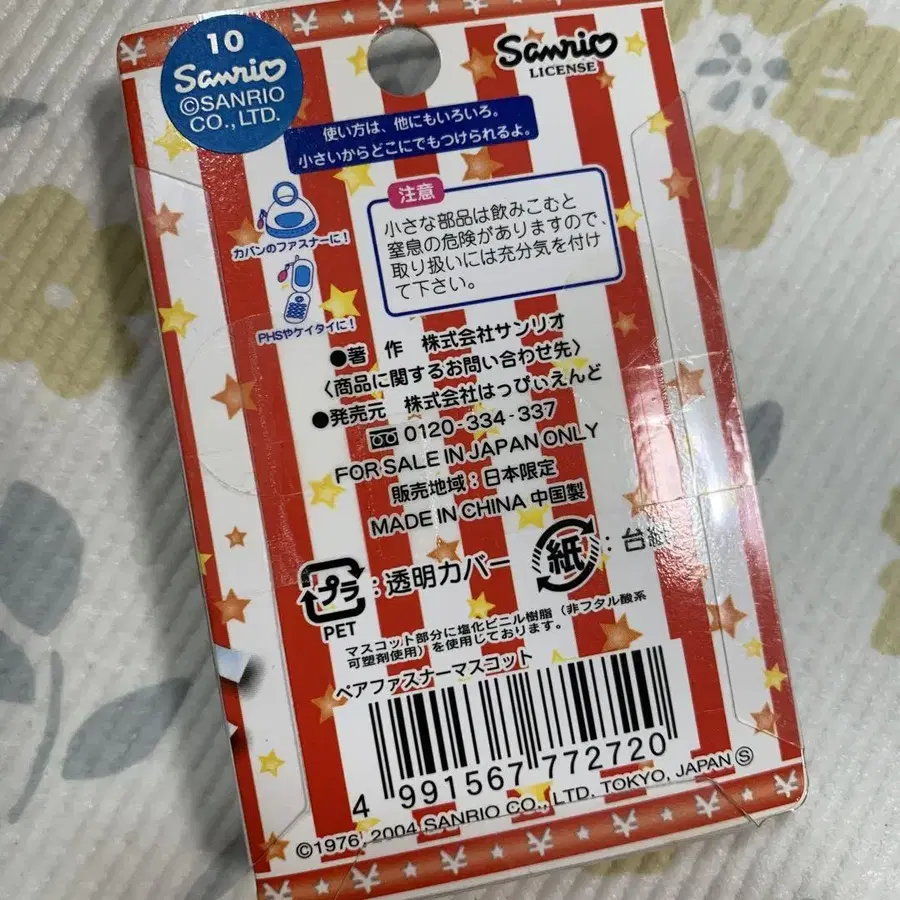 10
Sanrio
©SANRIO
CO., LTD.
Sanrio
LICENSE
使い方は、他にもいろいろ。
小さいからどこにでもつけられるよ。
カバンのファスナーに!
PHSやケイタイに!
注意
小さな部品は飲みこむと
窒息の危険がありますので、
取り扱いには充分気を付け
て下さい。
●著 作 株式会社サンリオ
〈商品に関するお問い合わせ先〉
●発売元 株式会社はっぴぃえんど
0120-334-337
FOR SALE IN JAPAN ONLY
販売地域:日本限定
MADE IN CHINA 中国製
プラ :透明カバー
PET
紙 :台紙
マスコット部分に塩化ビニル樹脂(非フタル酸系
可塑剤使用)を使用しております。
ペアファスナーマスコット
4 991567 772720
©1976, 2004 SANRIO CO., LTD. TOKYO, JAPAN Ⓢ